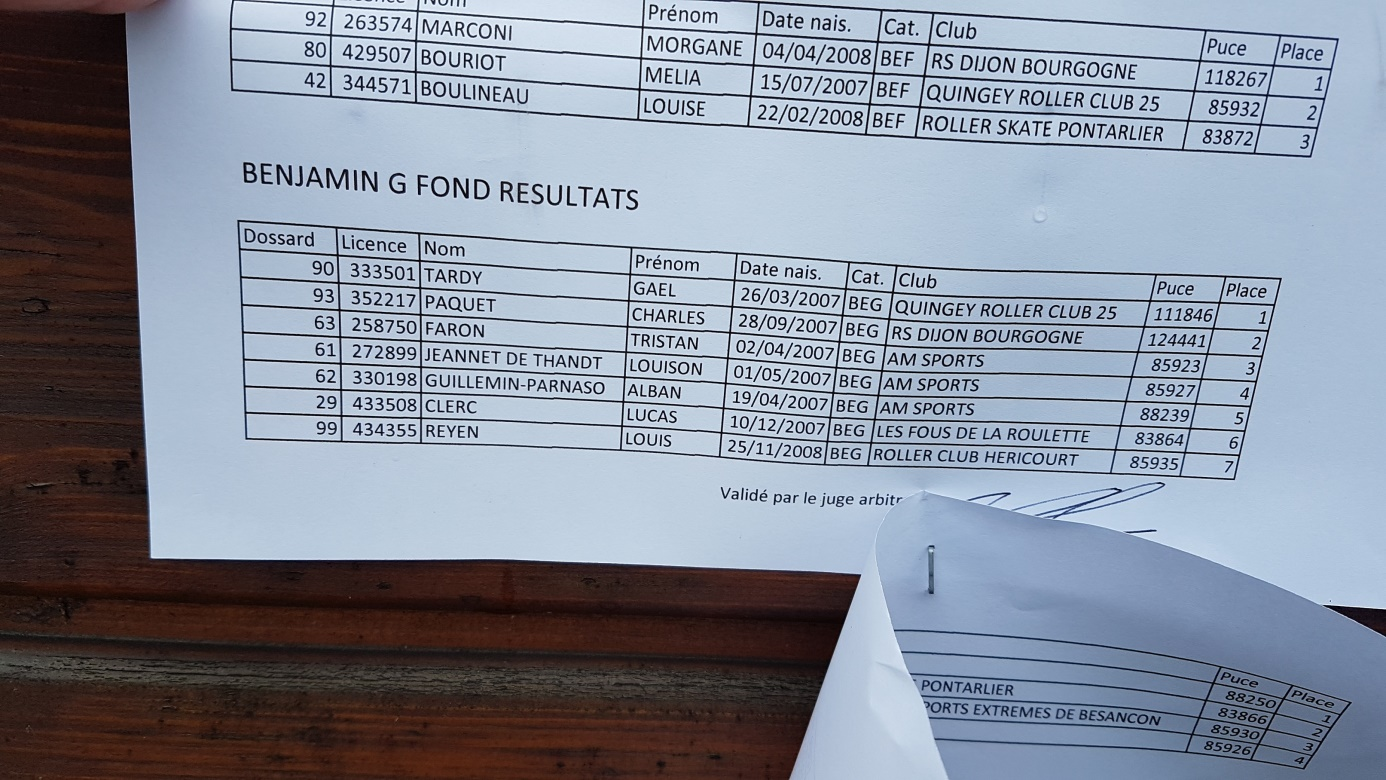 Nom Prénom Date nais. Cat. Club Puce Place
92 263574 MARCONI MORGANE 04/04/2008 BEF RS DIJON BOURGOGNE 118267 1
80 429507 BOURIOT MELIA 15/07/2007 BEF QUINGEY ROLLER CLUB 25 85932 2
42 344571 BOULINEAU LOUISE 22/02/2008 BEF ROLLER SKATE PONTARLIER 83872 3
BENJAMIN G FOND RESULTATS
Dossard Licence Nom Prénom Date nais. Cat. Club Puce Place
90 333501 TARDY GAEL 26/03/2007 BEG QUINGEY ROLLER CLUB 25 111846 1
93 352217 PAQUET CHARLES 28/09/2007 BEG RS DIJON BOURGOGNE 124441 2
63 258750 FARON TRISTAN 02/04/2007 BEG AM SPORTS 85923 3
61 272899 JEANNET DE THANDT LOUISON 01/05/2007 BEG AM SPORTS 85927 4
62 330198 GUILLEMIN-PARNASO ALBAN 19/04/2007 BEG AM SPORTS 88239 5
29 433508 CLERC LUCAS 10/12/2007 BEG LES FOUS DE LA ROULETTE 83864 6
99 434355 REYEN LOUIS 25/11/2008 BEG ROLLER CLUB HERICOURT 85935 7
Validé par le juge arbitr
Puce Place
PONTARLIER 88250 1
PORTS EXTREMES DE BESANCON 83866 2
85930 3
85926 4